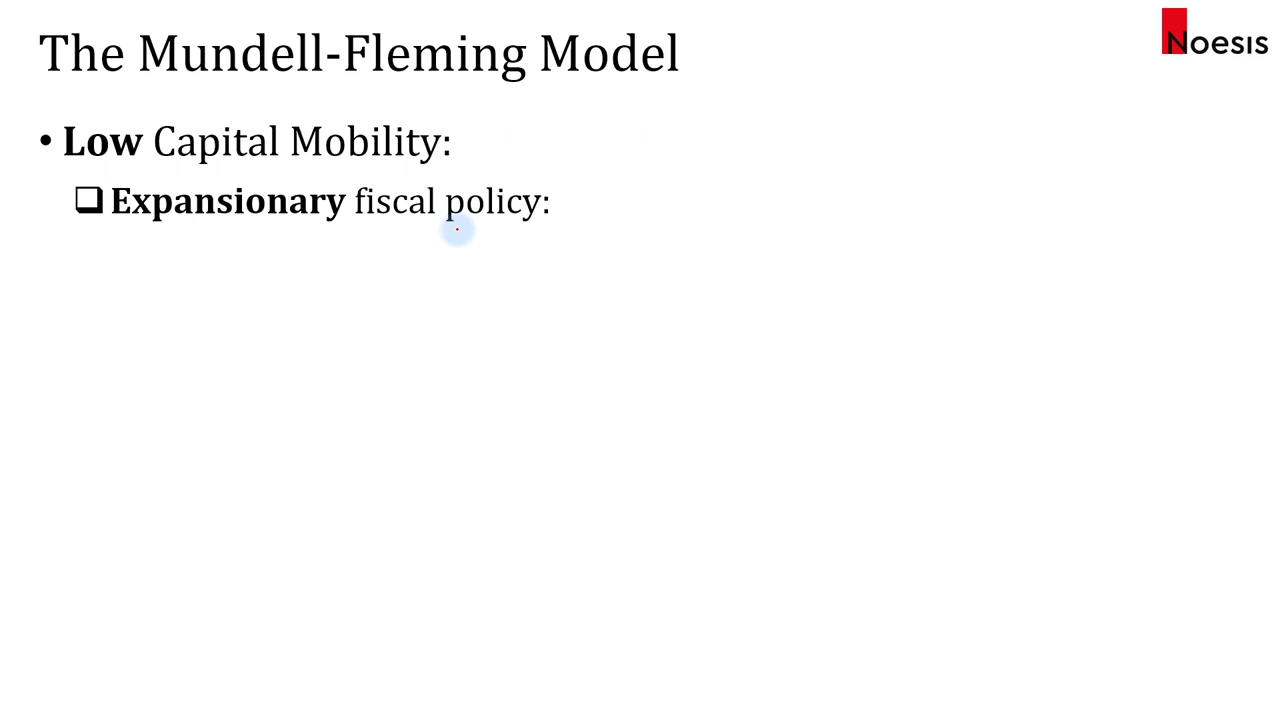 The Mundell-Fleming Model
Noesis
• Low Capital Mobility:
❑ Expansionary fiscal policy: